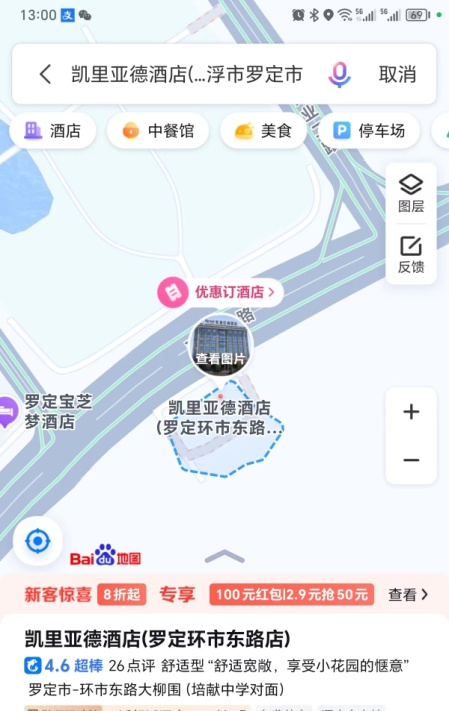 13:00
5G 5G 69
凯里亚德酒店(...浮市罗定市 取消
酒店 中餐馆 美食 停车场
图层
反馈
优惠订酒店 >
路
查看图片
罗定宝芝
梦酒店
凯里亚德酒店
(罗定环市东路...
Bai du 地图
新客惊喜 8折起 专享 100元红包|2.9元抢50元 查看 >
凯里亚德酒店(罗定环市东路店)
4.6 超棒 26点评 舒适型 “舒适宽敞，享受小花园的惬意”
罗定市-环市东路大柳围 (培献中学对面)